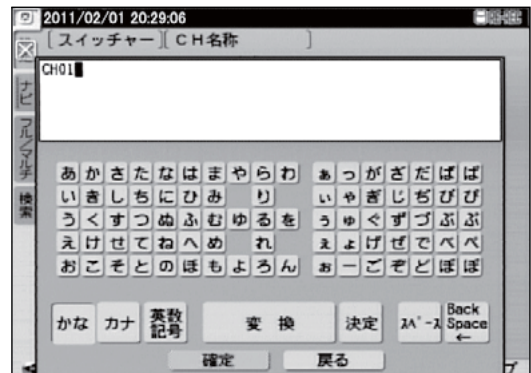 2011/02/01 20:29:06
[スイッチャー][CH名称 ]
CH01
ナビ
フル/マルチ
検索
あ か さ た な は ま や ら わ ぁ っ が ざ だ ば ぱ
い き し ち に ひ み り ぃ ゃ ぎ じ ぢ び ぴ
う く す つ ぬ ふ む ゆ る を ぅ ゅ ぐ ず づ ぶ ぷ
え け せ て ね へ め れ ぇ ょ げ ぜ で べ ぺ
お こ そ と の ほ も よ ろ ん ぉ ー ご ぞ ど ぼ ぽ
かな カナ 英数記号 変換 決定 スペース Back Space ←
確定 戻る